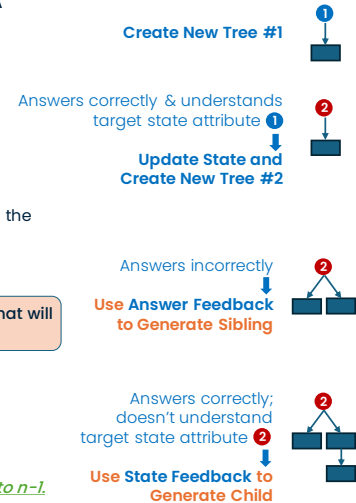 Create New Tree #1
1
Answers correctly & understands
target state attribute 1
2
Update State and
Create New Tree #2
the
Answers incorrectly
2
Use Answer Feedback
to Generate Sibling
hat will
Answers correctly;
doesn't understand
target state attribute 2
2
Use State Feedback to
Generate Child
to n-1.